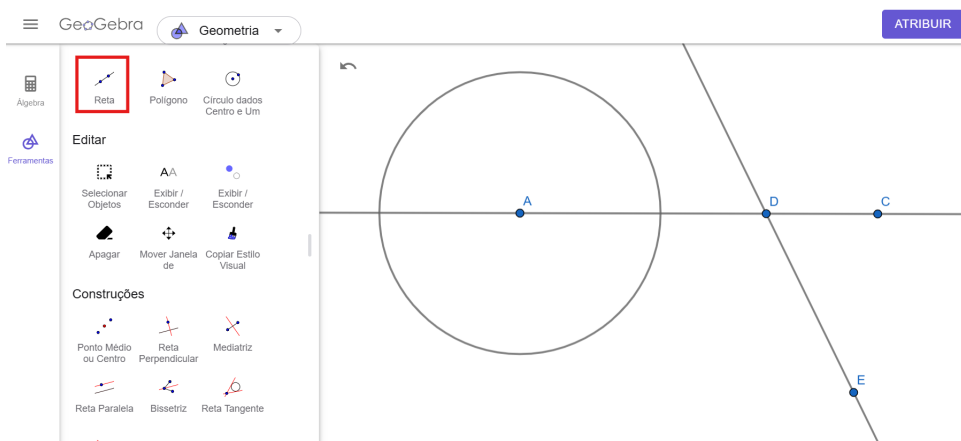 GeoGebra
Geometria
ATRIBUIR
Álgebra
Ferramentas
Reta
Polígono
Círculo dados
Centro e Um
Editar
Selecionar
Objetos
Exibir /
Esconder
Exibir /
Esconder
Apagar
Mover Janela
de
Copiar Estilo
Visual
Construções
Ponto Médio
ou Centro
Reta
Perpendicular
Mediatriz
Reta Paralela
Bissetriz
Reta Tangente
A
D
C
E